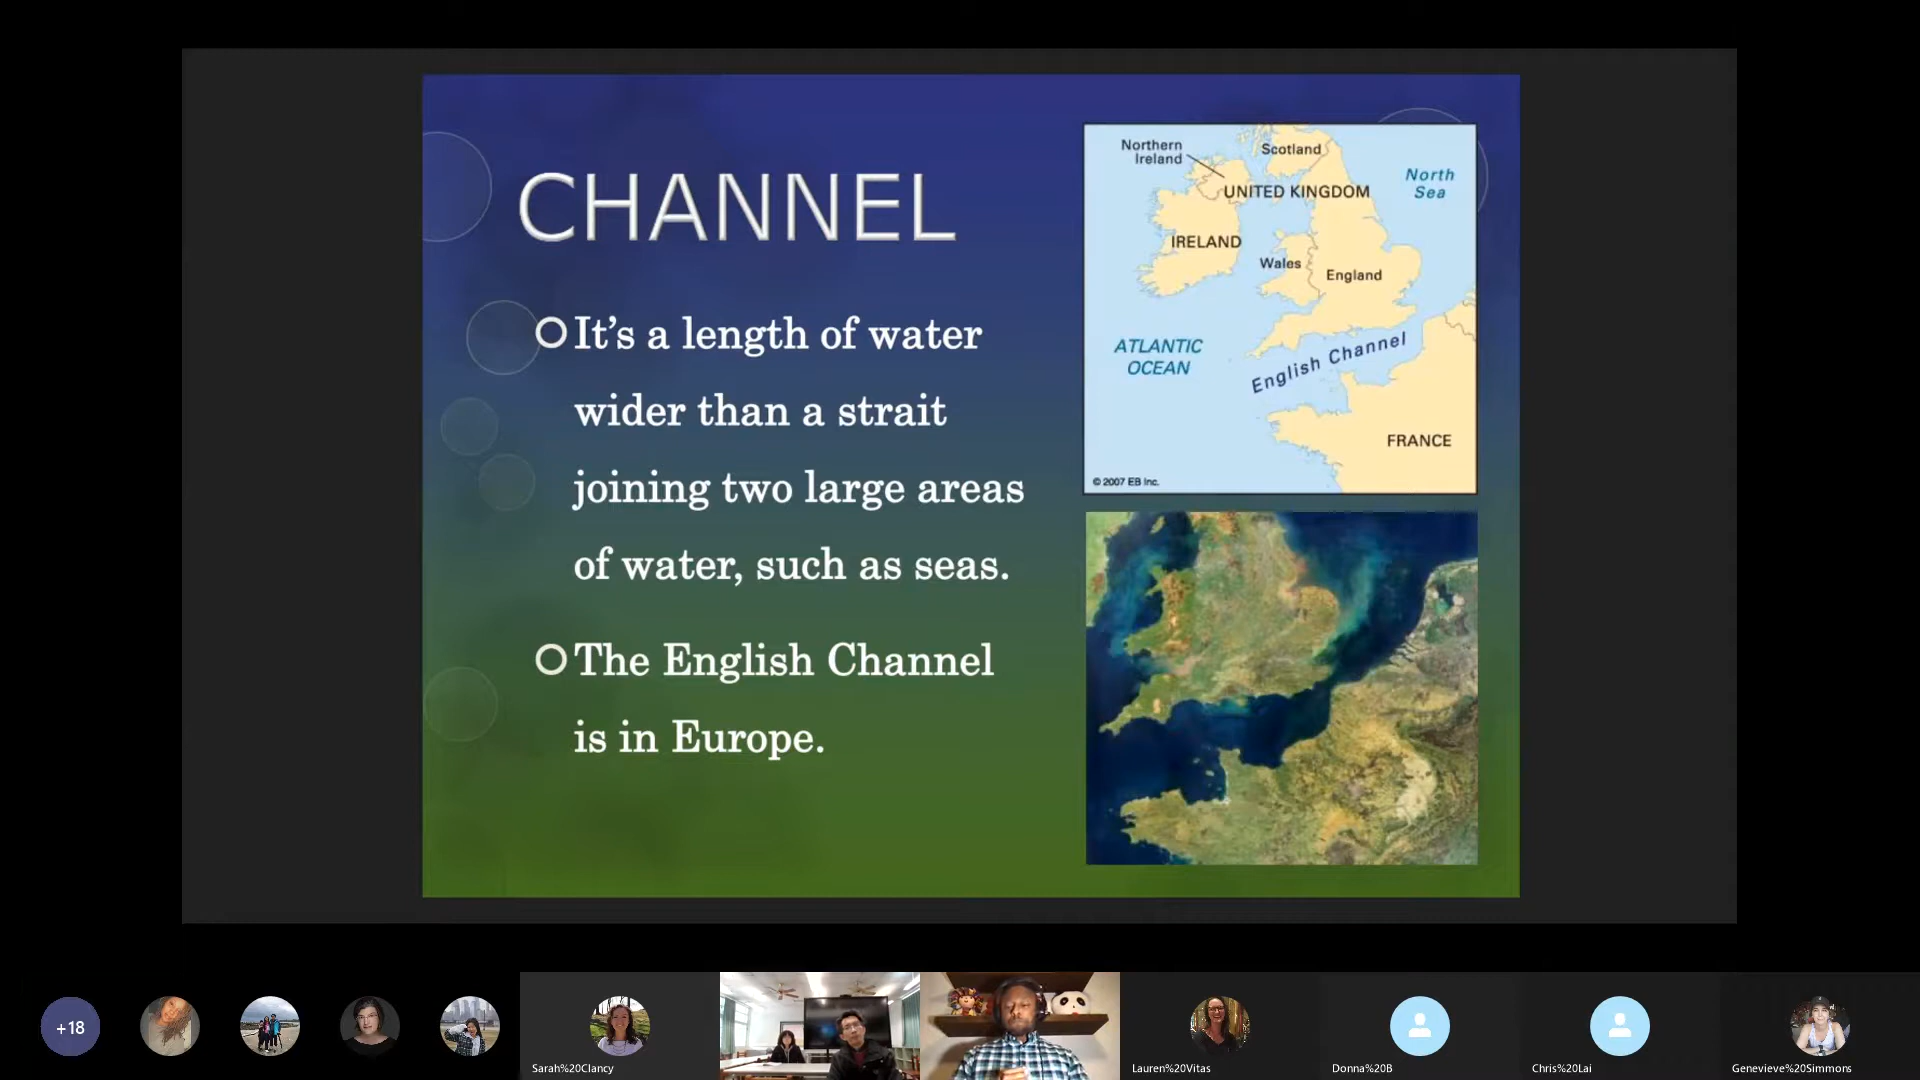 CHANNEL
It’s a length of water
wider than a strait
joining two large areas
of water, such as seas.
The English Channel
is in Europe.
Northern
Ireland
Scotland
North
Sea
UNITED KINGDOM
IRELAND
Wales
England
ATLANTIC
OCEAN
English Channel
FRANCE
© 2007 EB Inc.
+18
Sarah%20Clancy
Lauren%20Vitas
Donna%20B
Chris%20Lai
Genevieve%20Simmons